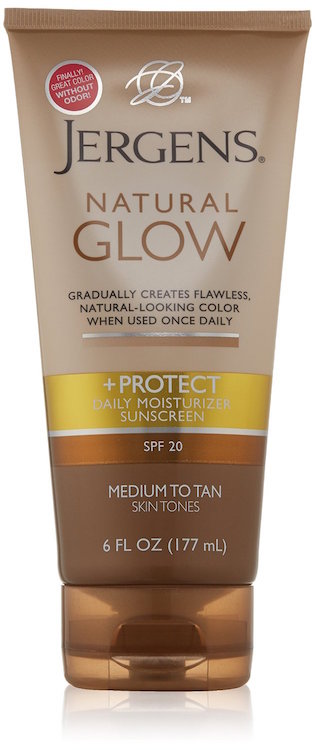 FINALLY!
GREAT COLOR
WITHOUT
ODOR!
TM
JERGENS®
NATURAL
GLOW
GRADUALLY CREATES FLAWLESS,
NATURAL-LOOKING COLOR
WHEN USED ONCE DAILY
+PROTECT
DAILY MOISTURIZER
SUNSCREEN
SPF 20
MEDIUM TO TAN
SKIN TONES
6 FL OZ (177 mL)